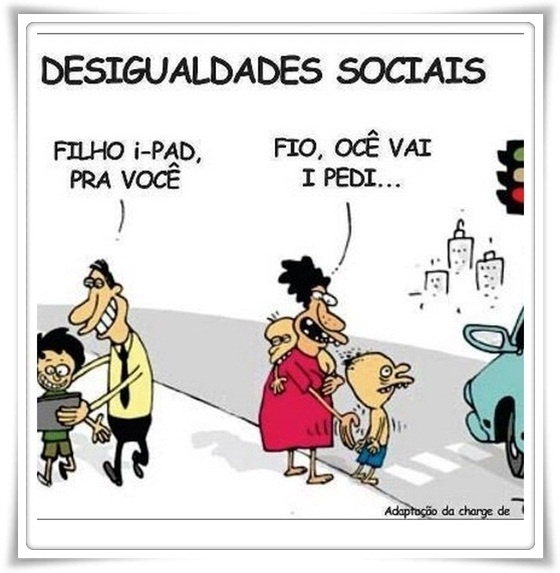 DESIGUALDADES SOCIAIS
FILHO i-PAD,
PRA VOCÊ
FIO, OCÊ VAI
I PEDI...
Adaptação da charge de